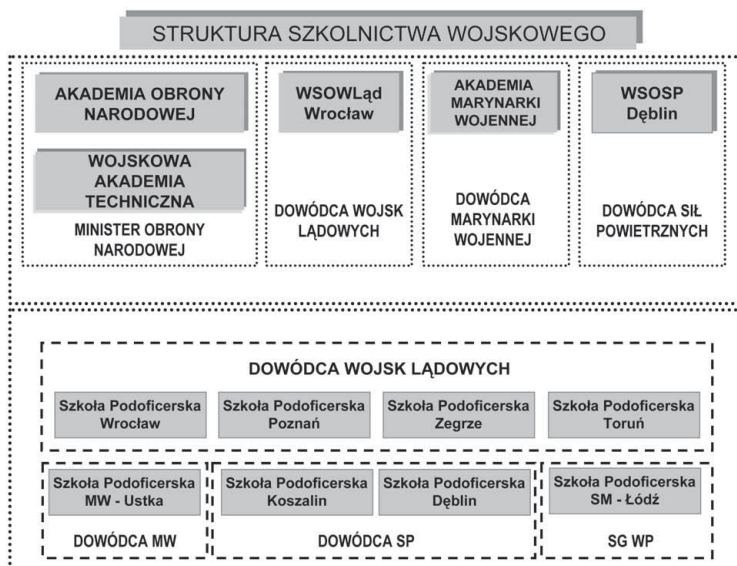 STRUKTURA SZKOLNICTWA WOJSKOWEGO
AKADEMIA OBRONY
NARODOWEJ
WOJSKOWA
AKADEMIA
TECHNICZNA
MINISTER OBRONY
NARODOWEJ
WSOWLąd
Wrocław
DOWÓDCA WOJSK
LĄDOWYCH
AKADEMIA
MARYNARKI
WOJENNEJ
DOWÓDCA
MARYNARKI
WOJENNEJ
WSOSP
Dęblin
DOWÓDCA SIŁ
POWIETRZNYCH
DOWÓDCA WOJSK LĄDOWYCH
Szkoła Podoficerska
Wrocław
Szkoła Podoficerska
Poznań
Szkoła Podoficerska
Zegrze
Szkoła Podoficerska
Toruń
Szkoła Podoficerska
MW - Ustka
DOWÓDCA MW
Szkoła Podoficerska
Koszalin
Szkoła Podoficerska
Dęblin
DOWÓDCA SP
Szkoła Podoficerska
SM - Łódź
SG WP